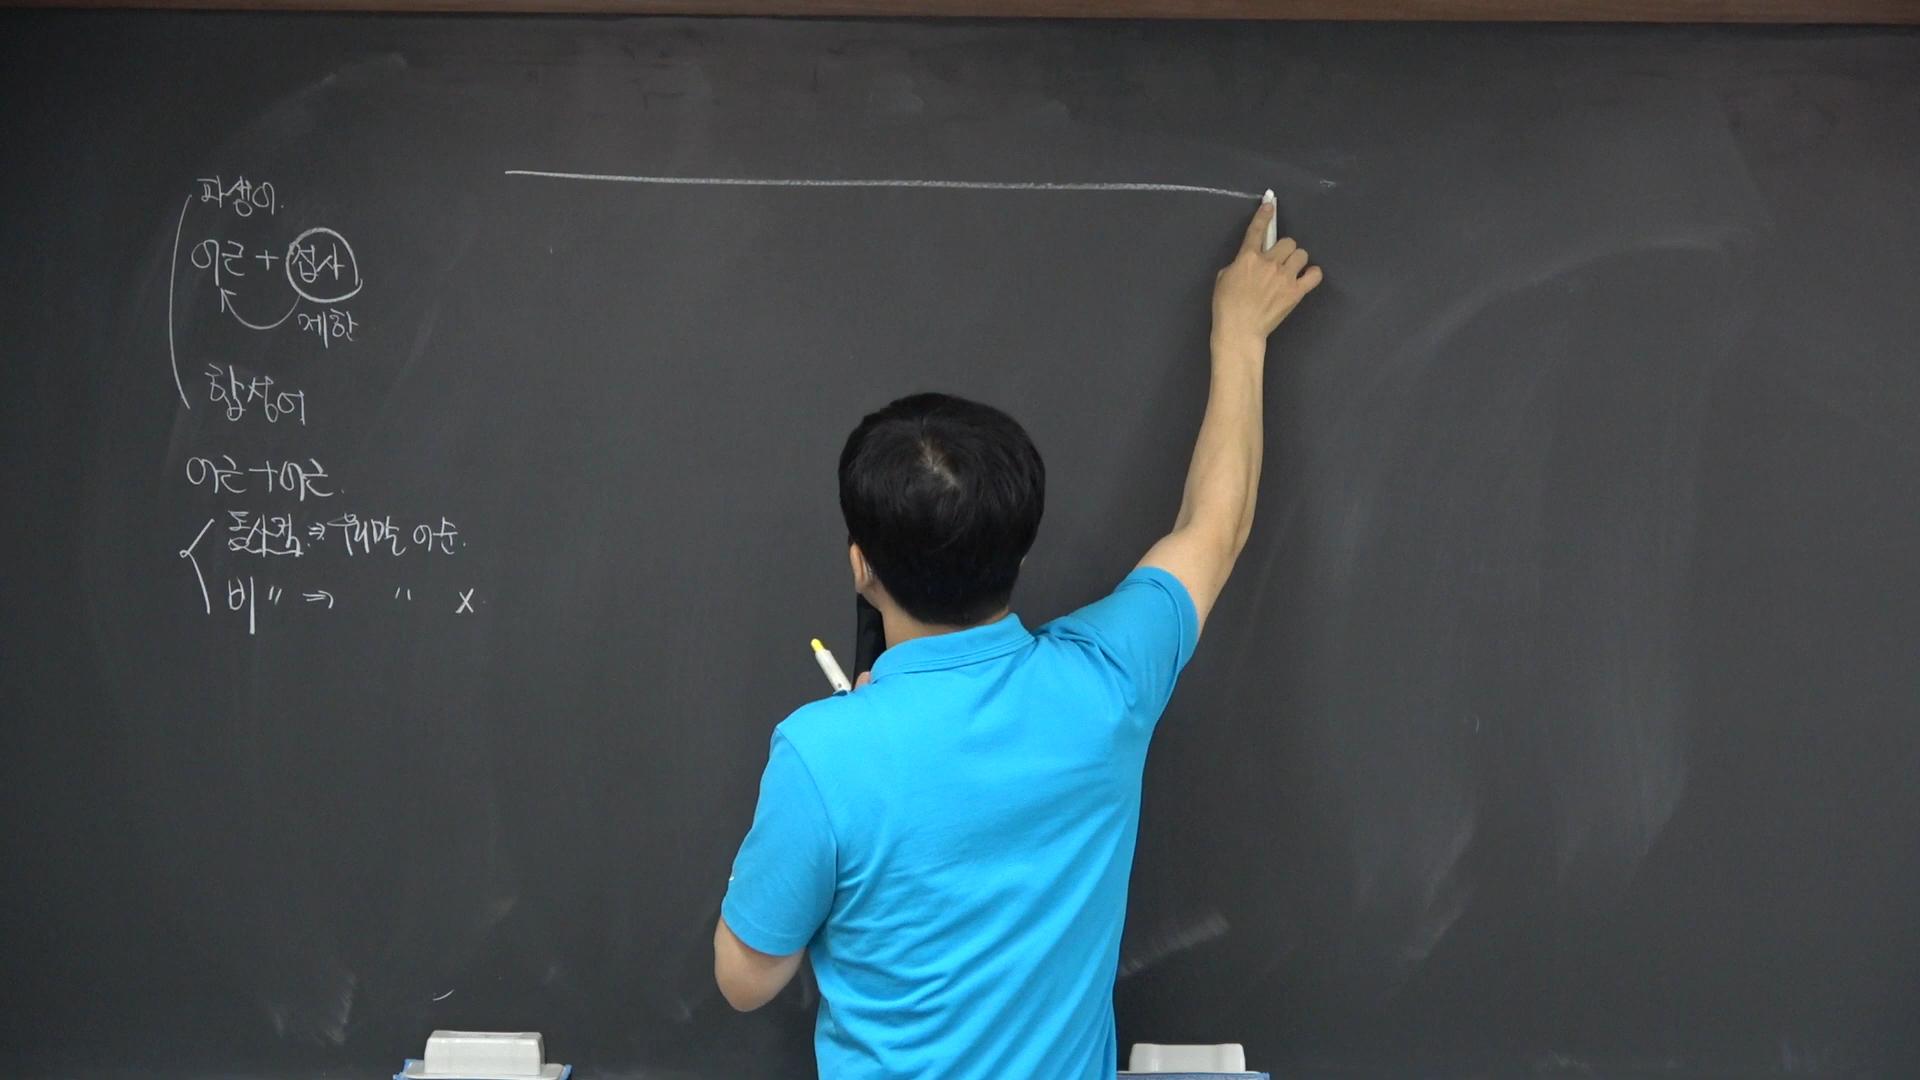 파생어.
어근 + 접사
제한
합성어
어근 + 어근.
통사적 ⇒ 우리말 어순.
비 〃 ⇒ 〃 x